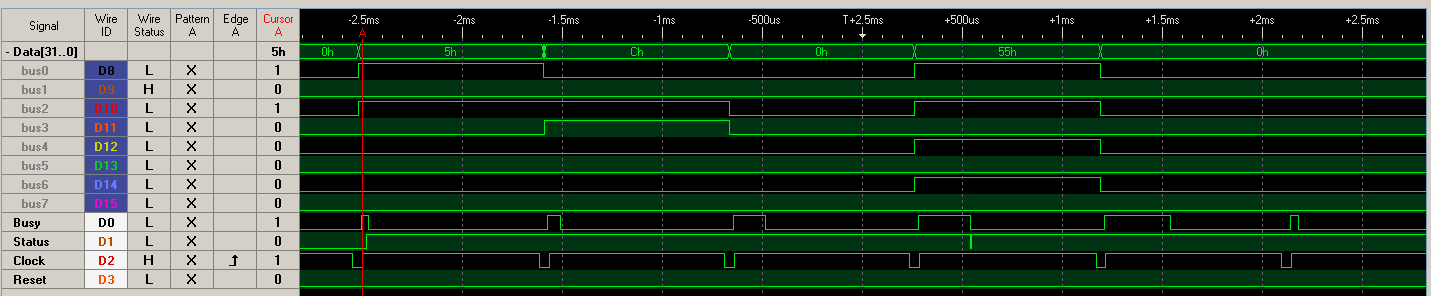 Signal Wire ID Wire Status Pattern A Edge A Cursor A -2.5ms -2ms -1.5ms -1ms -500us T+2.5ms +500us +1ms +1.5ms +2ms +2.5ms
A
- Data[31..0] 5h 0h 5h Ch 0h 55h 0h
bus0 D8 L X 1
bus1 D9 H X 0
bus2 D10 L X 1
bus3 D11 L X 0
bus4 D12 L X 0
bus5 D13 L X 0
bus6 D14 L X 0
bus7 D15 L X 0
Busy D0 L X 1
Status D1 L X 0
Clock D2 H X 1
Reset D3 L X 0